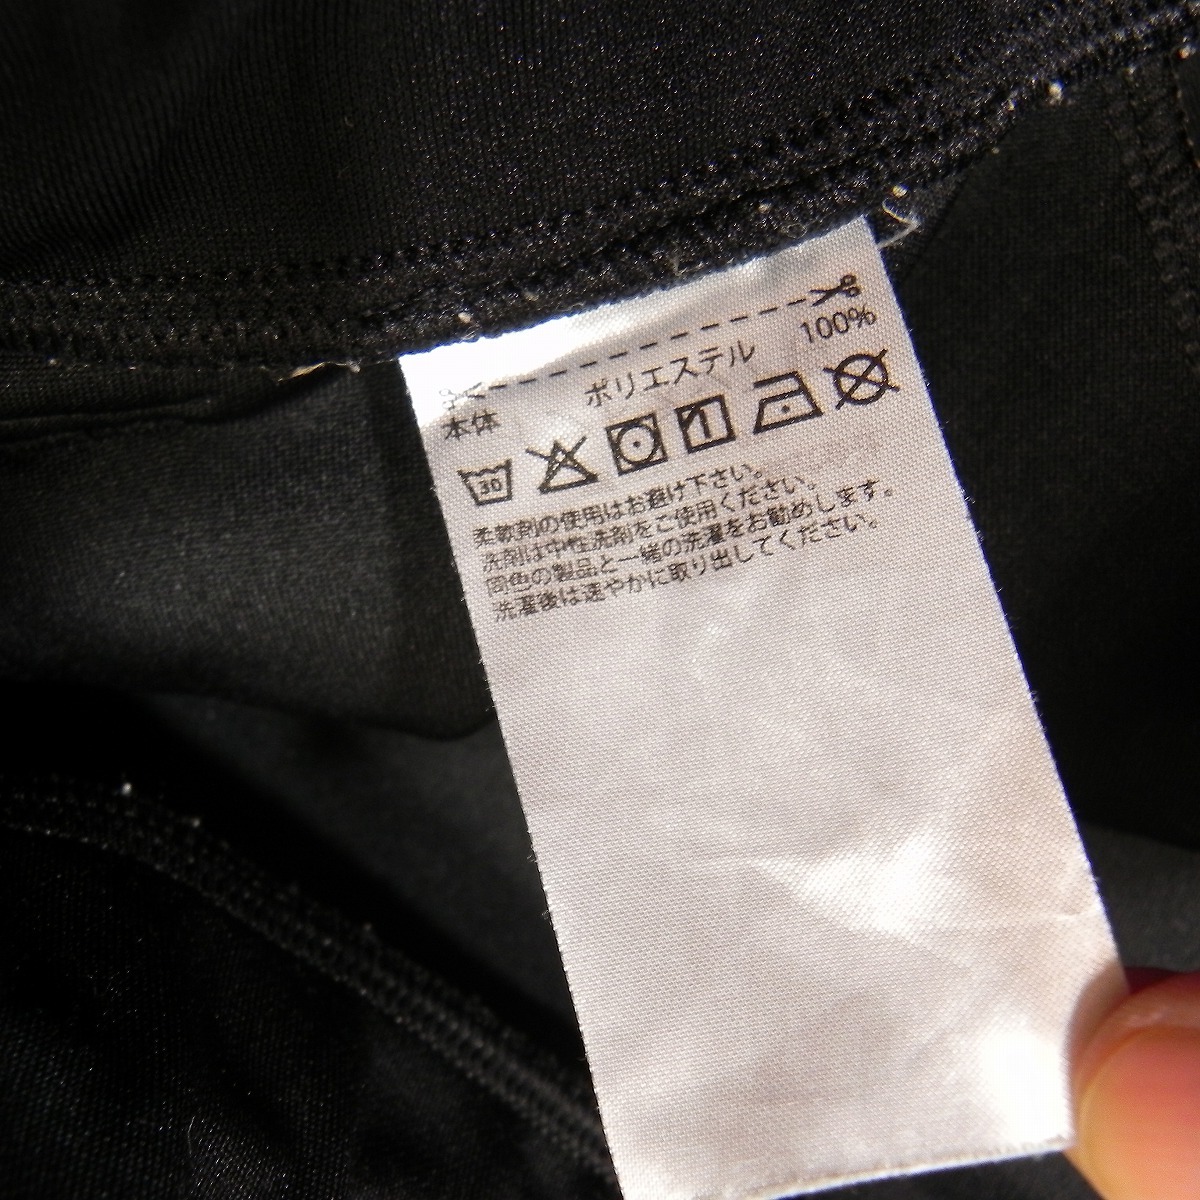 本体 ポリエステル 100%
30
柔軟剤の使用はお避け下さい。
洗剤は中性洗剤をご使用ください。
同色の製品と一緒の洗濯をお勧めします。
洗濯後は速やかに取り出してください。